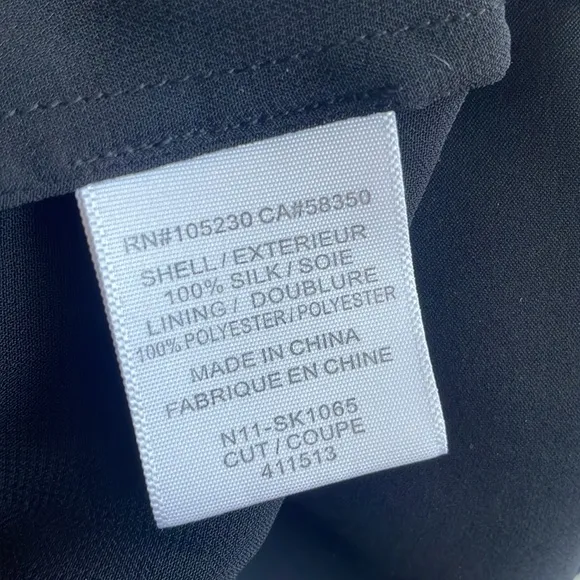 RN#105230 CA#58350
SHELL / EXTERIEUR
100% SILK / SOIE
LINING / DOUBLURE
100% POLYESTER / POLYESTER
MADE IN CHINA
FABRIQUE EN CHINE
N11-SK1065
CUT / COUPE
411513